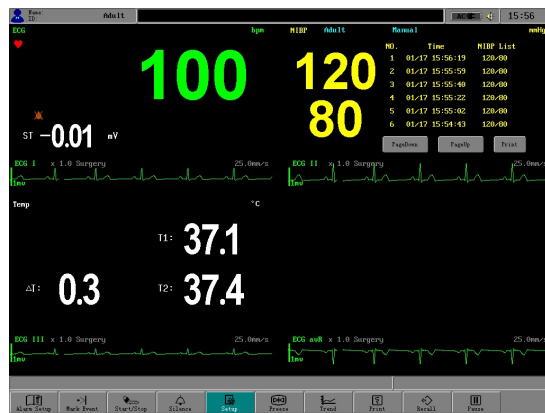 Name:
ID:
Adult
AC
15:56
ECG
bpm
100
ST -0.01 mV
NIBP Adult Manual mmHg
120
80
NO. Time NIBP List
1 01/17 15:56:19 120/80
2 01/17 15:55:59 120/80
3 01/17 15:55:40 120/80
4 01/17 15:55:22 120/80
5 01/17 15:55:02 120/80
6 01/17 15:54:43 120/80
PageDown PageUp Print
ECG I x 1.0 Surgery 25.0mm/s
1mv
ECG II x 1.0 Surgery 25.0mm/s
1mv
Temp °C
T1: 37.1
ΔT: 0.3 T2: 37.4
ECG III x 1.0 Surgery 25.0mm/s
1mv
ECG avR x 1.0 Surgery 25.0mm/s
1mv
Alarm Setup Mark Event Start/Stop Silence Setup Freeze Trend Print Recall Pause